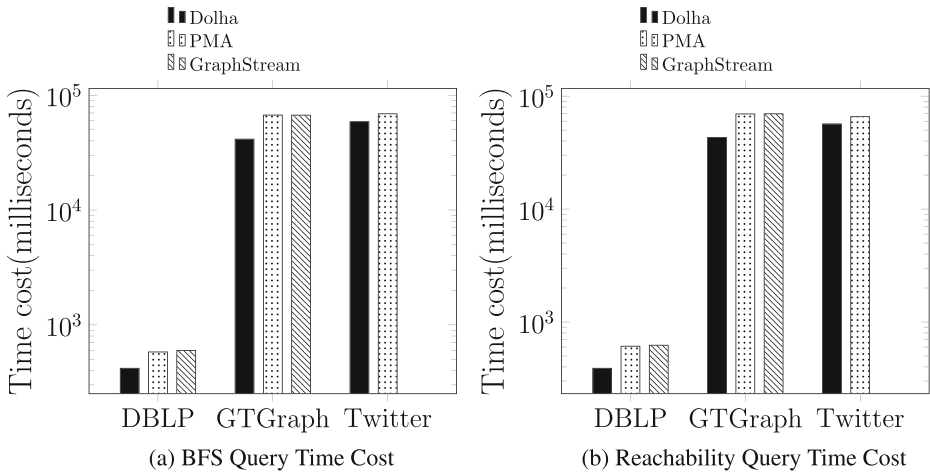 Dolha
PMA
GraphStream
Time cost(milliseconds)
10^5
10^4
10^3
DBLP GTGraph Twitter
(a) BFS Query Time Cost
Dolha
PMA
GraphStream
Time cost(milliseconds)
10^5
10^4
10^3
DBLP GTGraph Twitter
(b) Reachability Query Time Cost